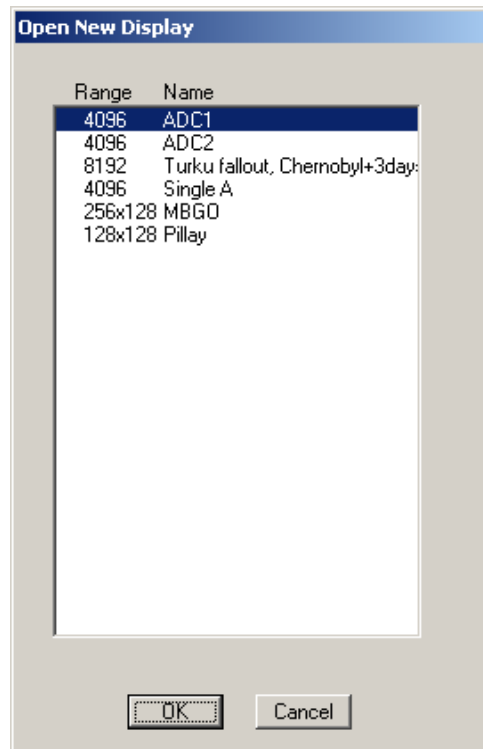 Open New Display
Range Name
4096 ADC1
4096 ADC2
8192 Turku fallout, Chernobyl+3day
4096 Single A
256x128 MBGO
128x128 Pillay
OK Cancel